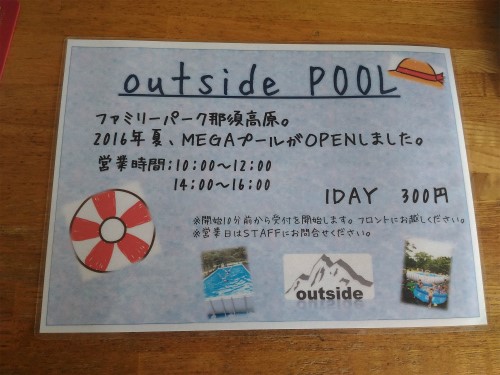 outside POOL
ファミリーパーク那須高原。
2016年夏、MEGAプールがOPENしました。
営業時間:10:00～12:00
14:00～16:00
1DAY 300円
※開始10分前から受付を開始します。フロントにお越しください。
※営業日はSTAFFにお問合せください。
outside